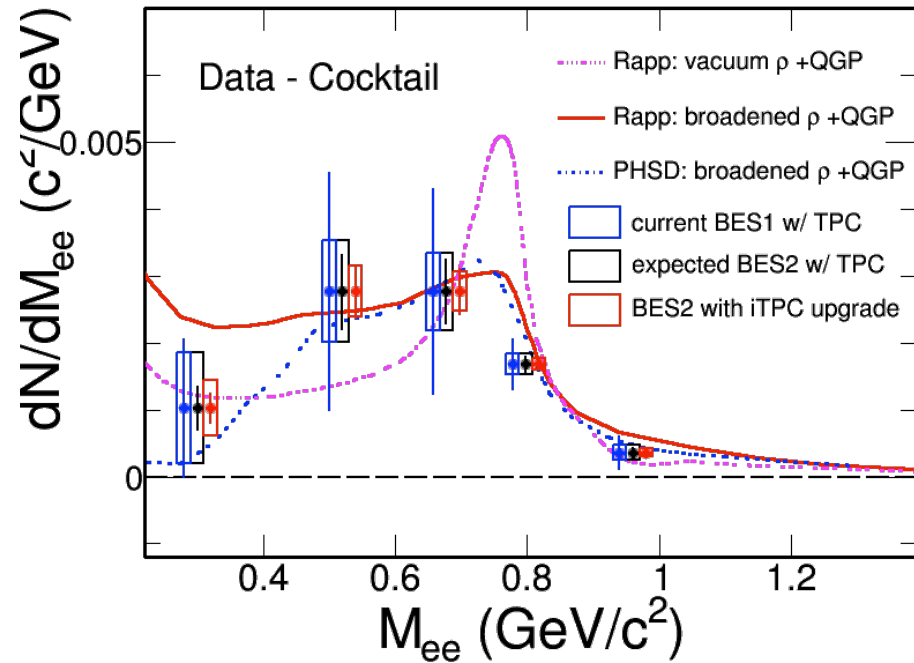 Data - Cocktail
Rapp: vacuum ρ +QGP
Rapp: broadened ρ +QGP
PHSD: broadened ρ +QGP
current BES1 w/ TPC
expected BES2 w/ TPC
BES2 with iTPC upgrade
dN/dM_ee (c²/GeV)
0.005
0
0.4 0.6 0.8 1 1.2
M_ee (GeV/c²)